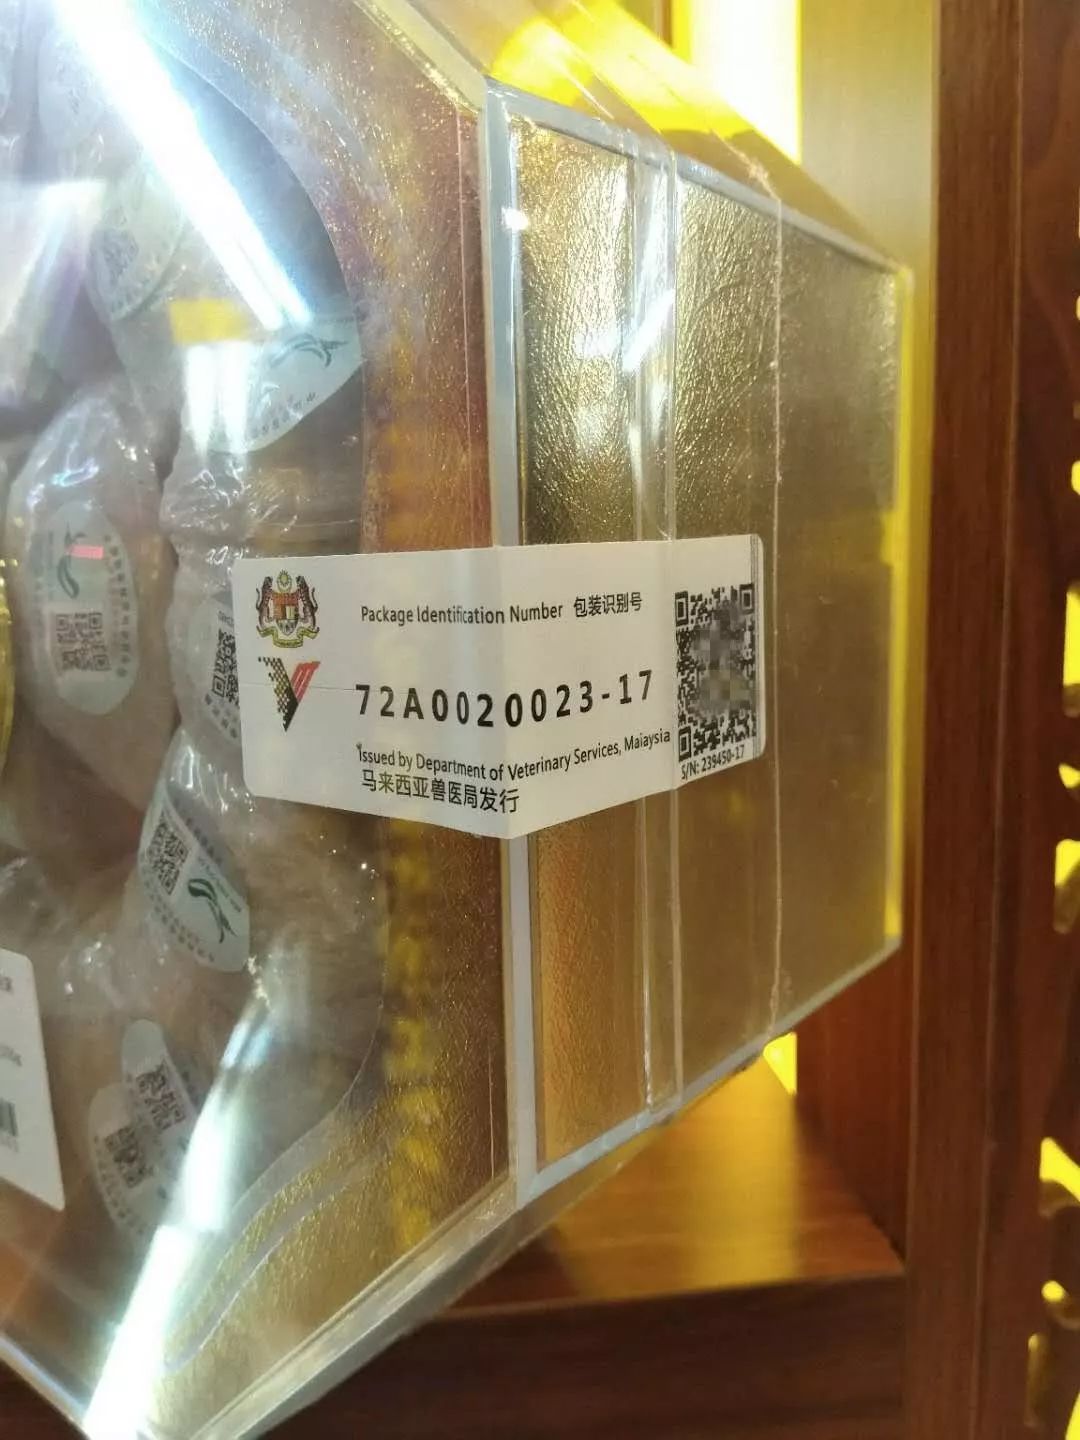 Package Identification Number 包装识别号
72A0020023-17
Issued by Department of Veterinary Services, Maiaysia
马来西亚兽医局发行
S/N: 239450-17